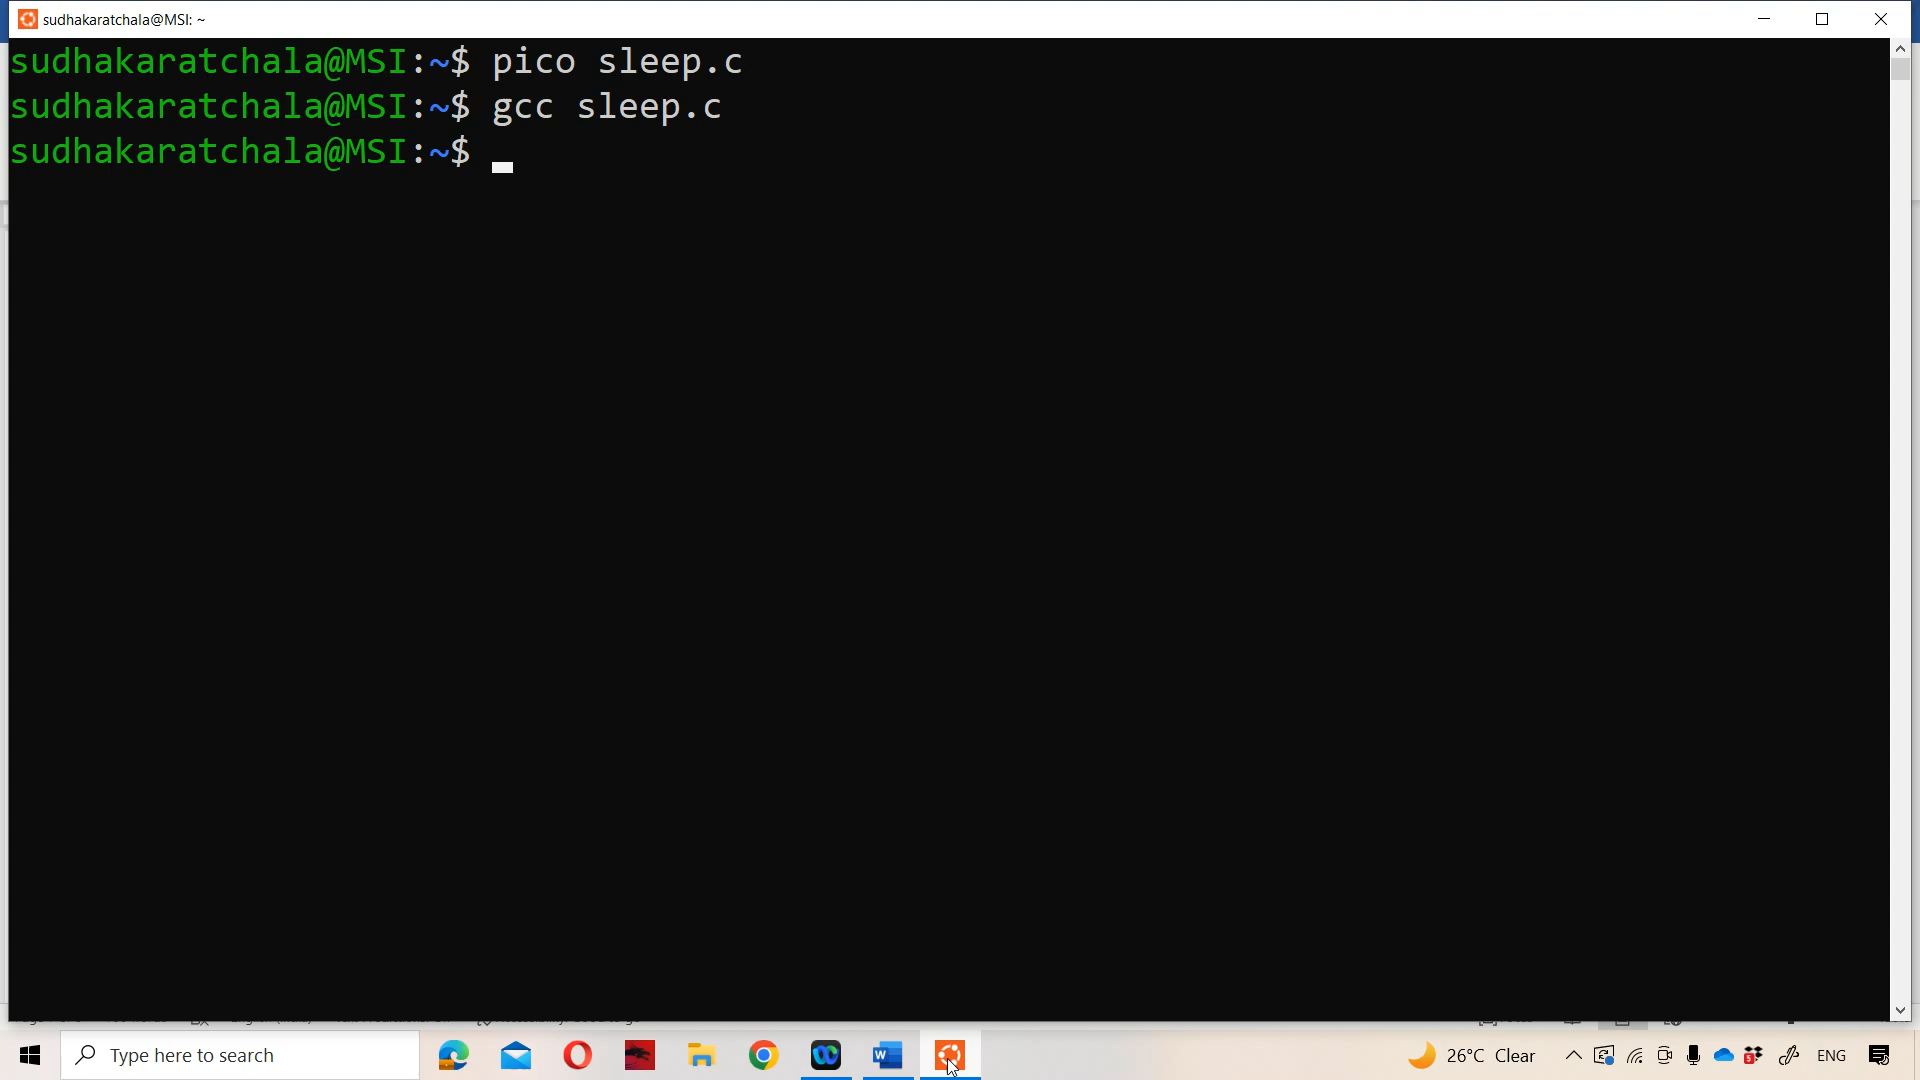 sudhakaratchala@MSI: ~
sudhakaratchala@MSI:~$ pico sleep.c
sudhakaratchala@MSI:~$ gcc sleep.c
sudhakaratchala@MSI:~$
Type here to search
26°C Clear
ENG